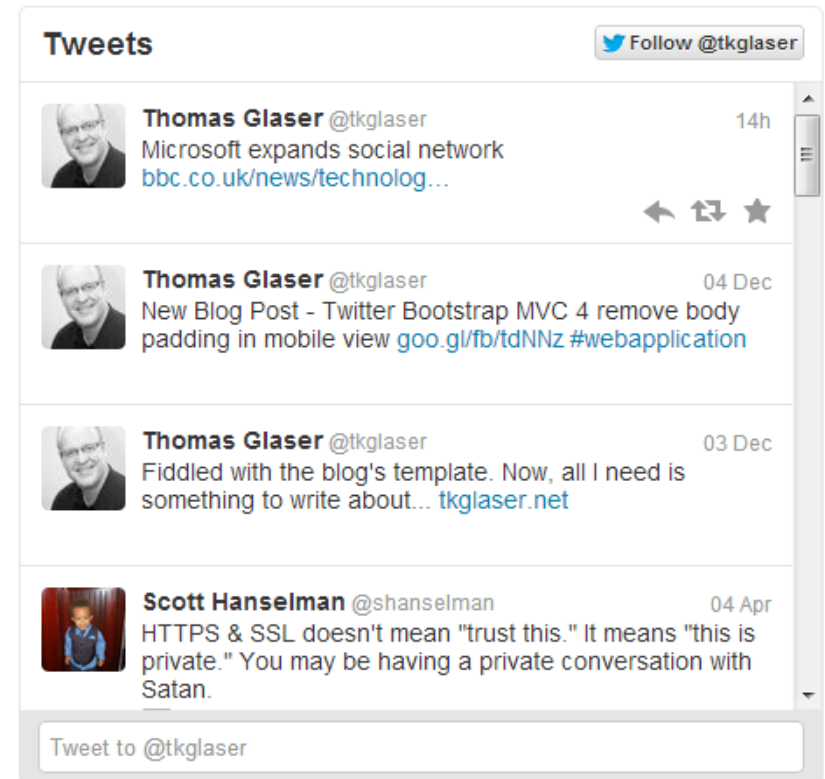 Tweets
Follow @tkglaser
Thomas Glaser @tkglaser 14h
Microsoft expands social network
bbc.co.uk/news/technolog...
Thomas Glaser @tkglaser 04 Dec
New Blog Post - Twitter Bootstrap MVC 4 remove body
padding in mobile view goo.gl/fb/tdNNz #webapplication
Thomas Glaser @tkglaser 03 Dec
Fiddled with the blog's template. Now, all I need is
something to write about... tkglaser.net
Scott Hanselman @shanselman 04 Apr
HTTPS & SSL doesn't mean "trust this." It means "this is
private." You may be having a private conversation with
Satan.
Tweet to @tkglaser